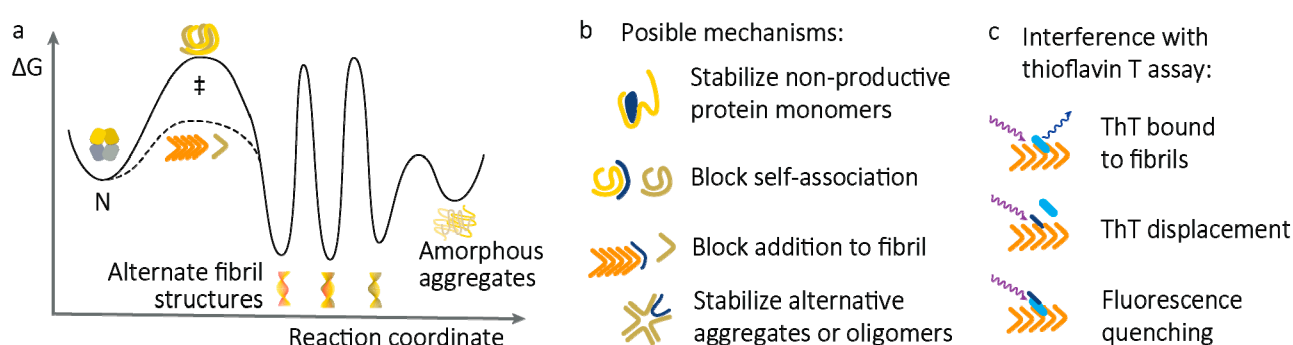 a
ΔG
‡
N
Alternate fibril
structures
Amorphous
aggregates
Reaction coordinate
b Posible mechanisms:
Stabilize non-productive
protein monomers
Block self-association
Block addition to fibril
Stabilize alternative
aggregates or oligomers
c Interference with
thioflavin T assay:
ThT bound
to fibrils
ThT displacement
Fluorescence
quenching